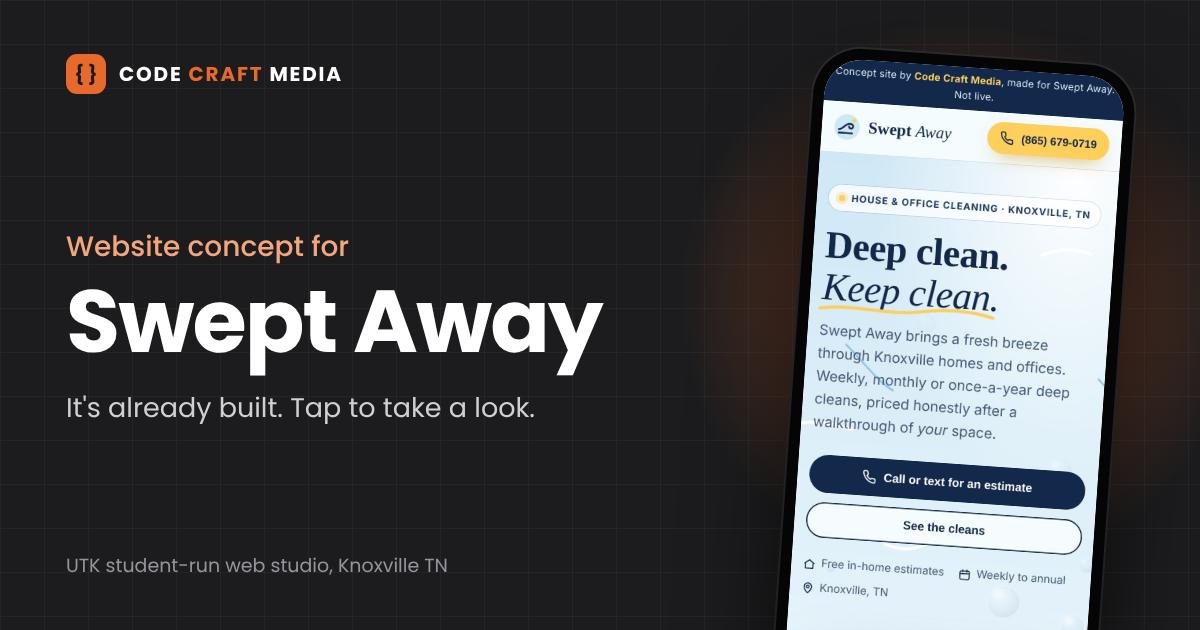 { } CODE CRAFT MEDIA
Website concept for
Swept Away
It's already built. Tap to take a look.
UTK student-run web studio, Knoxville TN
Concept site by Code Craft Media, made for Swept Away.
Not live.
Swept Away
(865) 679-0719
HOUSE & OFFICE CLEANING · KNOXVILLE, TN
Deep clean.
Keep clean.
Swept Away brings a fresh breeze
through Knoxville homes and offices.
Weekly, monthly or once-a-year deep
cleans, priced honestly after a
walkthrough of your space.
Call or text for an estimate
See the cleans
Free in-home estimates
Weekly to annual
Knoxville, TN